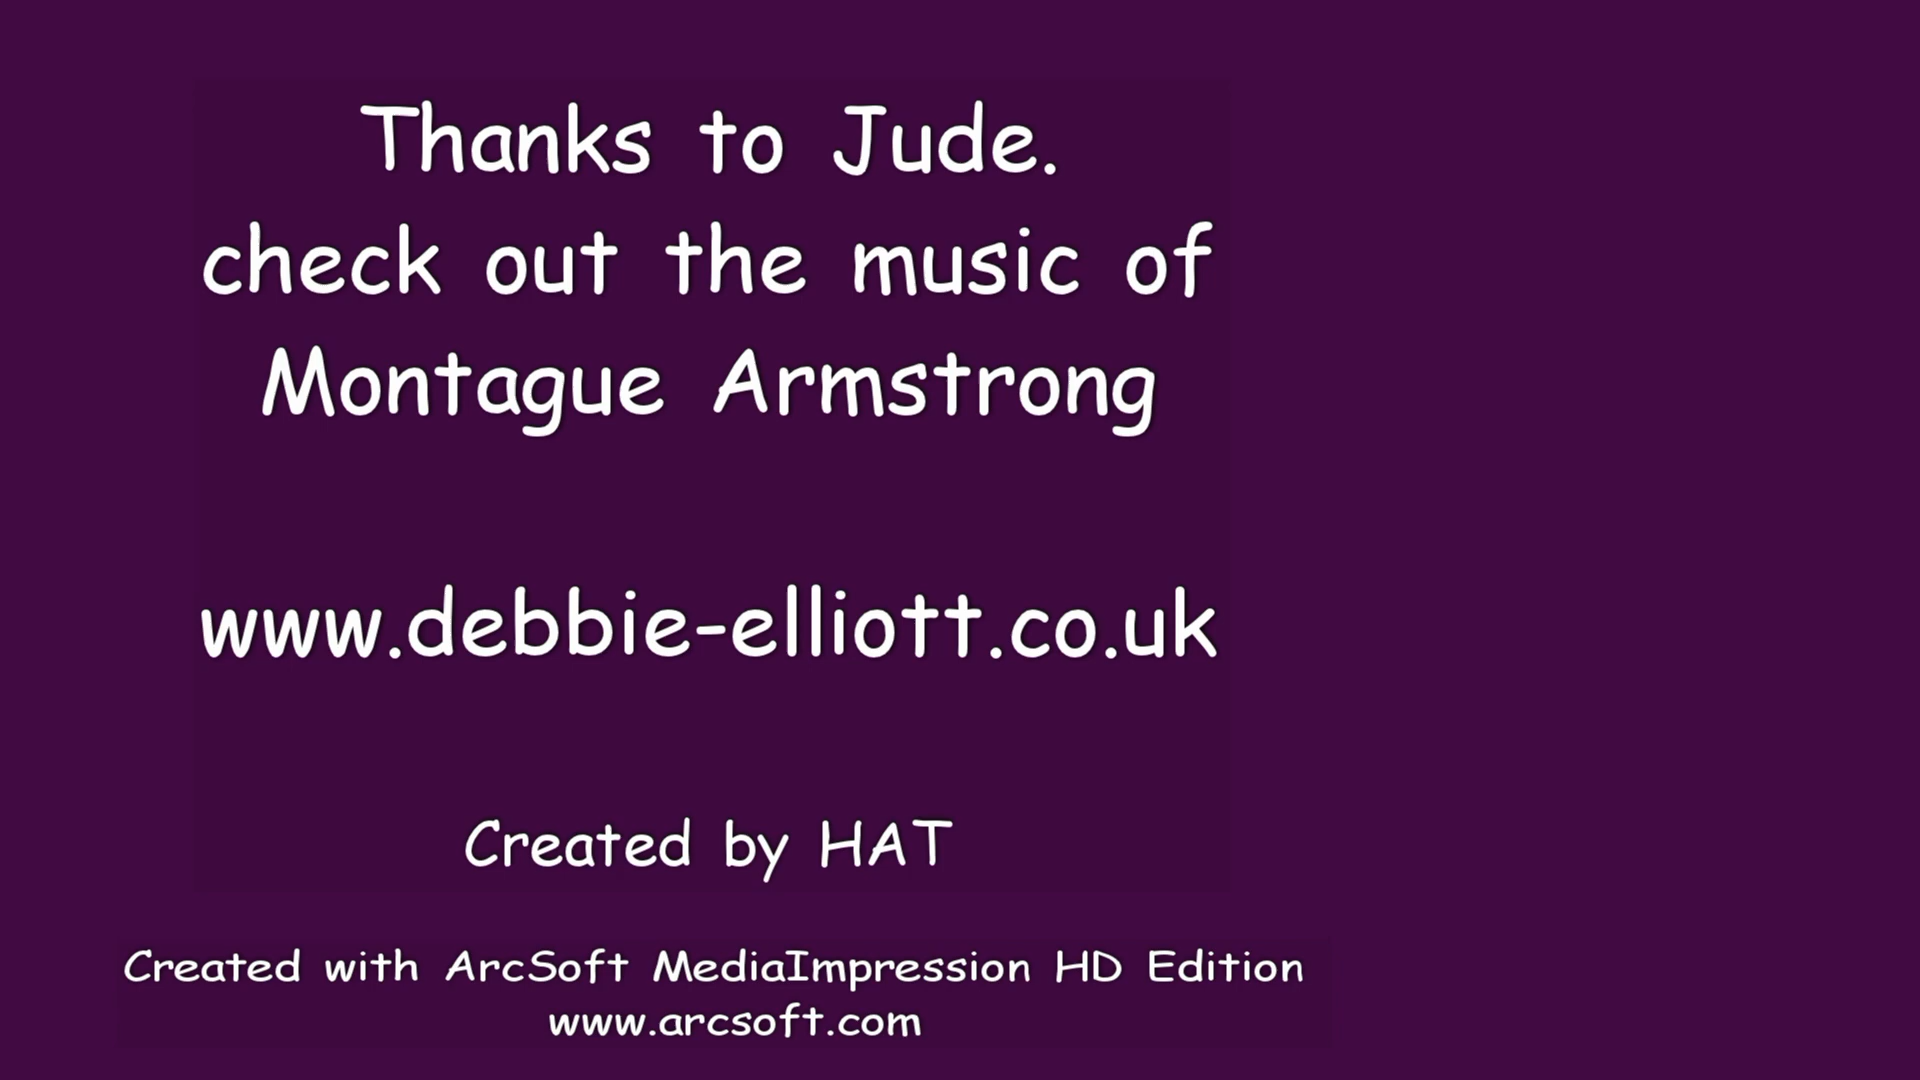 Thanks to Jude.
check out the music of
Montague Armstrong
www.debbie-elliott.co.uk
Created by HAT
Created with ArcSoft MediaImpression HD Edition
www.arcsoft.com